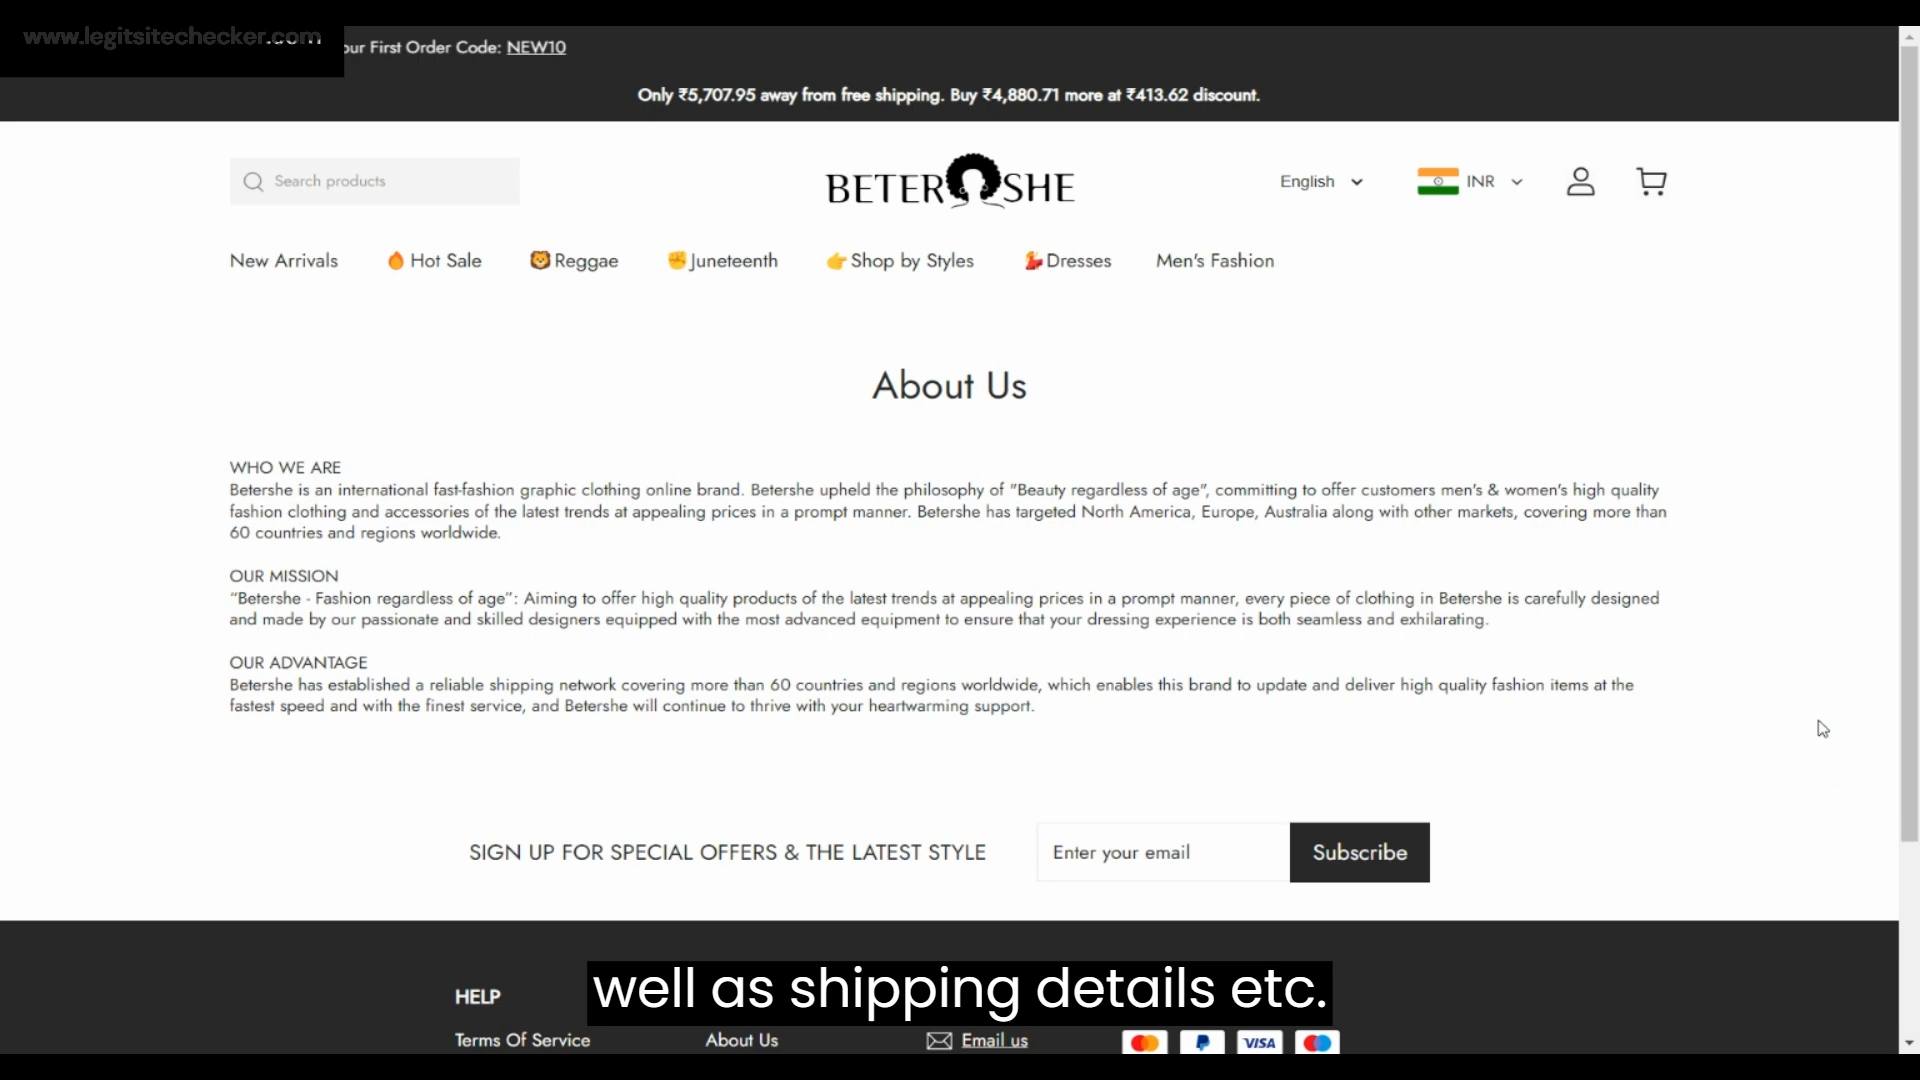 www.legitsitechecker.com
our First Order Code: NEW10
Only ₹5,707.95 away from free shipping. Buy ₹4,880.71 more at ₹413.62 discount.
Search products
BETERSHE
English
INR
New Arrivals
Hot Sale
Reggae
Juneteenth
Shop by Styles
Dresses
Men's Fashion
About Us
WHO WE ARE
Betershe is an international fast-fashion graphic clothing online brand. Betershe upheld the philosophy of "Beauty regardless of age", committing to offer customers men's & women's high quality
fashion clothing and accessories of the latest trends at appealing prices in a prompt manner. Betershe has targeted North America, Europe, Australia along with other markets, covering more than
60 countries and regions worldwide.
OUR MISSION
“Betershe - Fashion regardless of age”: Aiming to offer high quality products of the latest trends at appealing prices in a prompt manner, every piece of clothing in Betershe is carefully designed
and made by our passionate and skilled designers equipped with the most advanced equipment to ensure that your dressing experience is both seamless and exhilarating.
OUR ADVANTAGE
Betershe has established a reliable shipping network covering more than 60 countries and regions worldwide, which enables this brand to update and deliver high quality fashion items at the
fastest speed and with the finest service, and Betershe will continue to thrive with your heartwarming support.
SIGN UP FOR SPECIAL OFFERS & THE LATEST STYLE
Enter your email
Subscribe
HELP
well as shipping details etc.
Terms Of Service
About Us
Email us
VISA